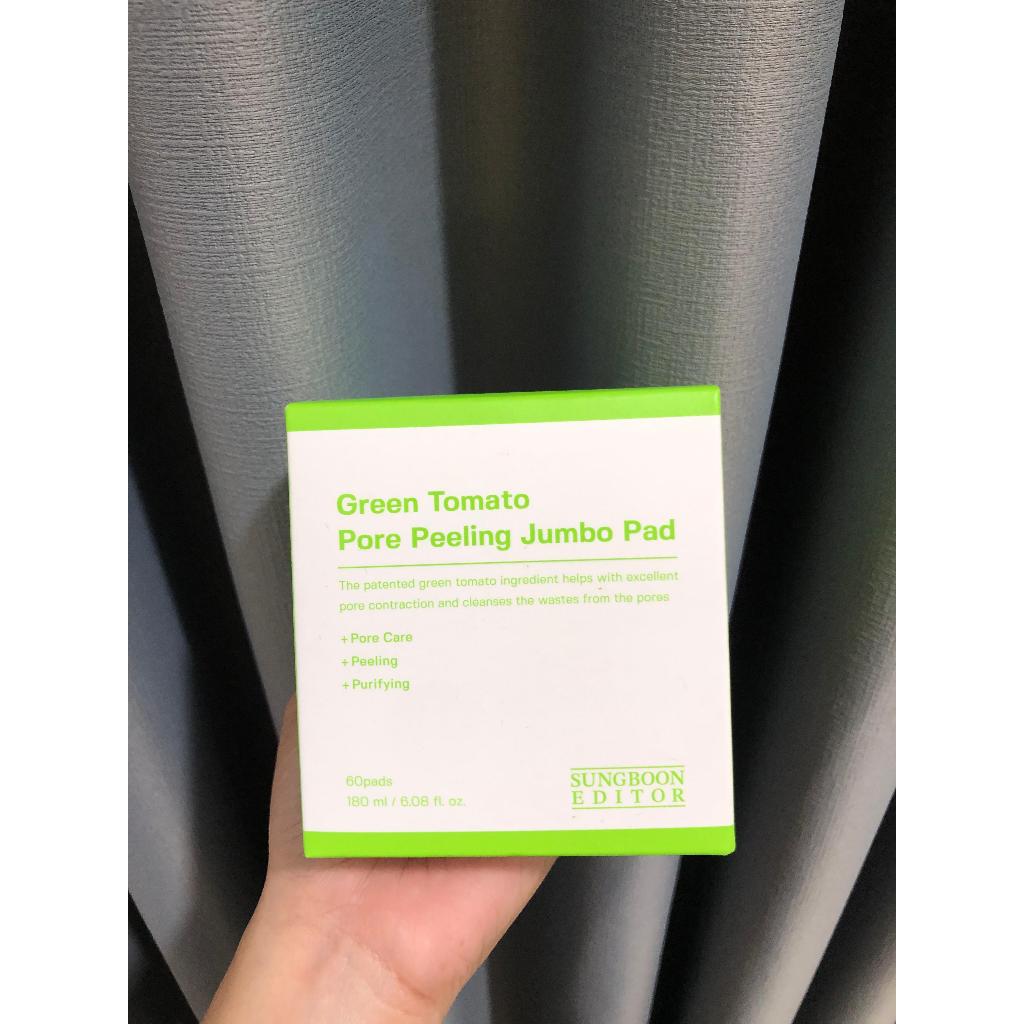 Green Tomato
Pore Peeling Jumbo Pad
The patented green tomato ingredient helps with excellent
pore contraction and cleanses the wastes from the pores
+Pore Care
+Peeling
+Purifying
60pads
180 ml / 6.08 fl. oz.
SUNGBOON
EDITOR